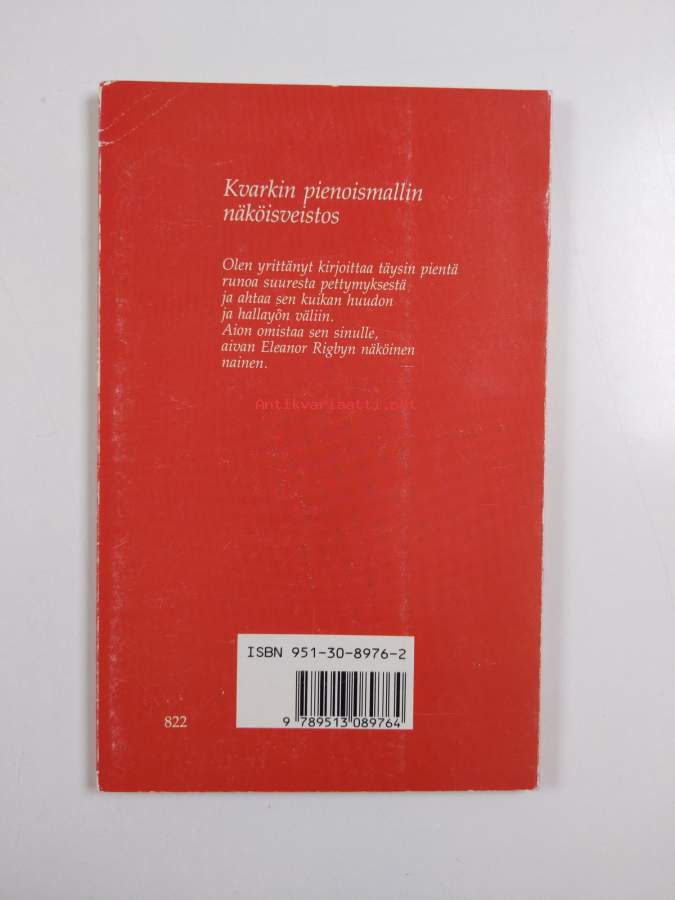 Kvarkin pienoismallin
näköisveistos
Olen yrittänyt kirjoittaa täysin pientä
runoa suuresta pettymyksestä
ja ahtaa sen kuikan huudon
ja hallayön väliin.
Aion omistaa sen sinulle,
aivan Eleanor Rigbyn näköinen
nainen.
Antikvariaatti.net
ISBN 951-30-8976-2
9 789513 089764
822